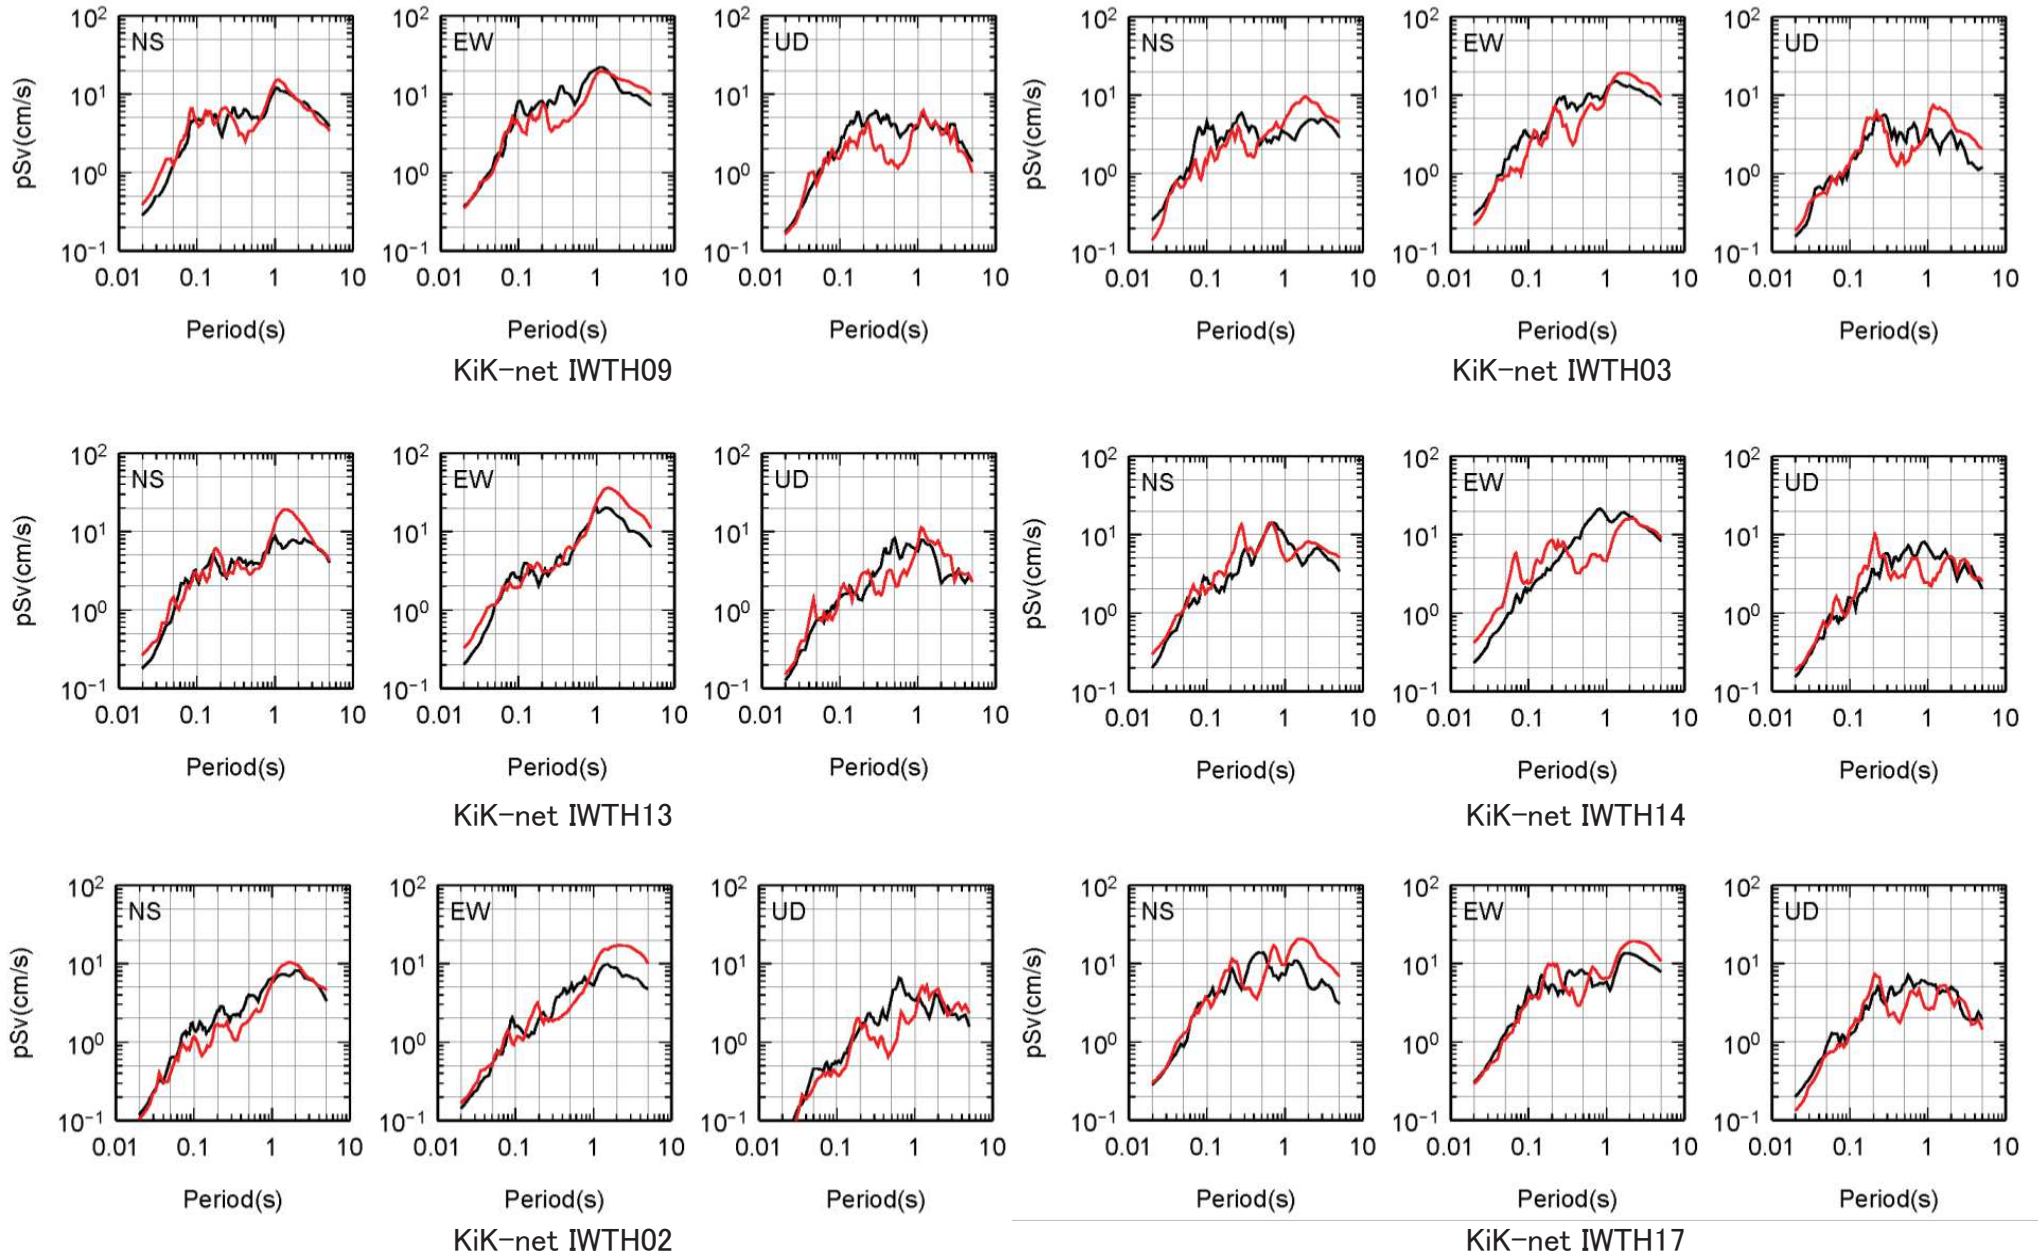 NS EW UD NS EW UD
pSv(cm/s) pSv(cm/s)
10² 10² 10² 10² 10² 10²
10¹ 10¹ 10¹ 10¹ 10¹ 10¹
10⁰ 10⁰ 10⁰ 10⁰ 10⁰ 10⁰
10⁻¹ 10⁻¹ 10⁻¹ 10⁻¹ 10⁻¹ 10⁻¹
0.01 0.1 1 10 0.01 0.1 1 10 0.01 0.1 1 10 0.01 0.1 1 10 0.01 0.1 1 10 0.01 0.1 1 10
Period(s) Period(s) Period(s) Period(s) Period(s) Period(s)
KiK-net IWTH09 KiK-net IWTH03
NS EW UD NS EW UD
pSv(cm/s) pSv(cm/s)
10² 10² 10² 10² 10² 10²
10¹ 10¹ 10¹ 10¹ 10¹ 10¹
10⁰ 10⁰ 10⁰ 10⁰ 10⁰ 10⁰
10⁻¹ 10⁻¹ 10⁻¹ 10⁻¹ 10⁻¹ 10⁻¹
0.01 0.1 1 10 0.01 0.1 1 10 0.01 0.1 1 10 0.01 0.1 1 10 0.01 0.1 1 10 0.01 0.1 1 10
Period(s) Period(s) Period(s) Period(s) Period(s) Period(s)
KiK-net IWTH13 KiK-net IWTH14
NS EW UD NS EW UD
pSv(cm/s) pSv(cm/s)
10² 10² 10² 10² 10² 10²
10¹ 10¹ 10¹ 10¹ 10¹ 10¹
10⁰ 10⁰ 10⁰ 10⁰ 10⁰ 10⁰
10⁻¹ 10⁻¹ 10⁻¹ 10⁻¹ 10⁻¹ 10⁻¹
0.01 0.1 1 10 0.01 0.1 1 10 0.01 0.1 1 10 0.01 0.1 1 10 0.01 0.1 1 10 0.01 0.1 1 10
Period(s) Period(s) Period(s) Period(s) Period(s) Period(s)
KiK-net IWTH02 KiK-net IWTH17